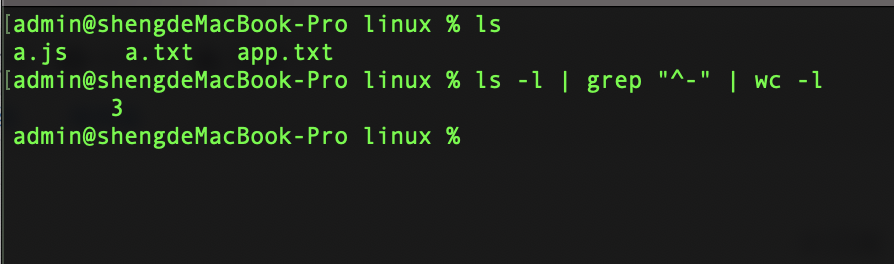 [admin@shengdeMacBook-Pro linux % ls
a.js    a.txt   app.txt
[admin@shengdeMacBook-Pro linux % ls -l | grep "^-" | wc -l
       3
admin@shengdeMacBook-Pro linux %